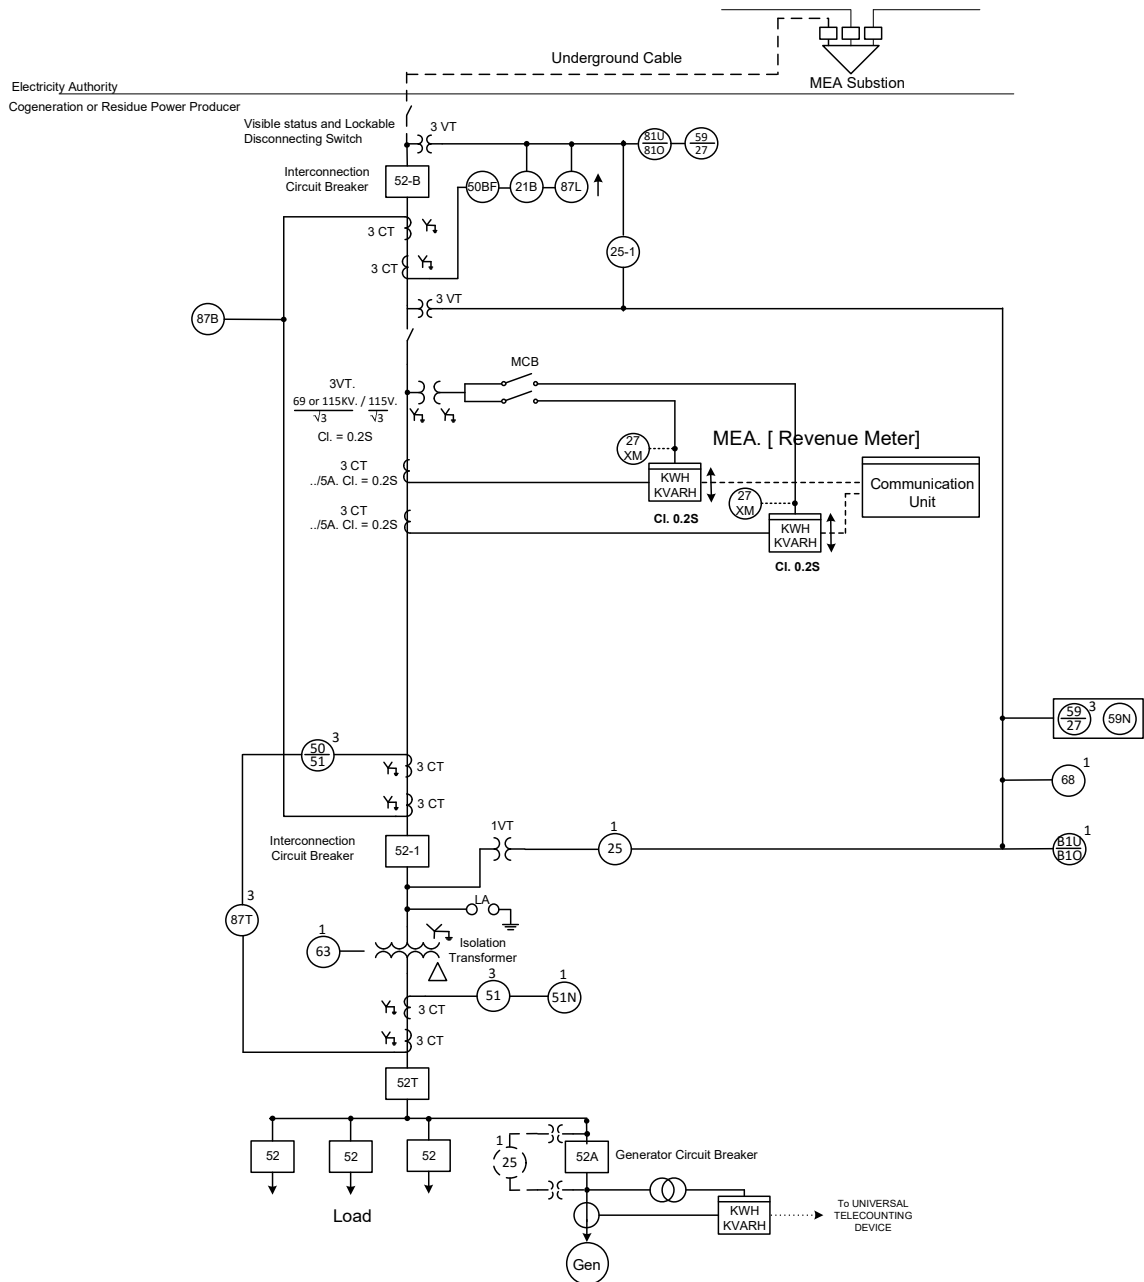 Underground Cable
MEA Substion
Electricity Authority
Cogeneration or Residue Power Producer
Visible status and Lockable
Disconnecting Switch
3 VT
81U
81O
59
27
Interconnection
Circuit Breaker
52-B
50BF
21B
87L
3 CT
25-1
3 CT
3 VT
87B
MCB
3VT.
69 or 115KV. / 115V.
√3 √3
Cl. = 0.2S
27
XM
MEA. [ Revenue Meter]
3 CT
../5A. Cl. = 0.2S
KWH
KVARH
Cl. 0.2S
27
XM
Communication
Unit
3 CT
../5A. Cl. = 0.2S
KWH
KVARH
Cl. 0.2S
59
27
3
59N
50
51
3
3 CT
68
1
3 CT
Interconnection
Circuit Breaker
52-1
1VT
1
25
B1U
B1O
1
3
87T
LA
1
63
Isolation
Transformer
3
51
1
51N
3 CT
3 CT
52T
52
52
52
1
25
52A
Generator Circuit Breaker
Load
KWH
KVARH
To UNIVERSAL
TELECOUNTING
DEVICE
Gen